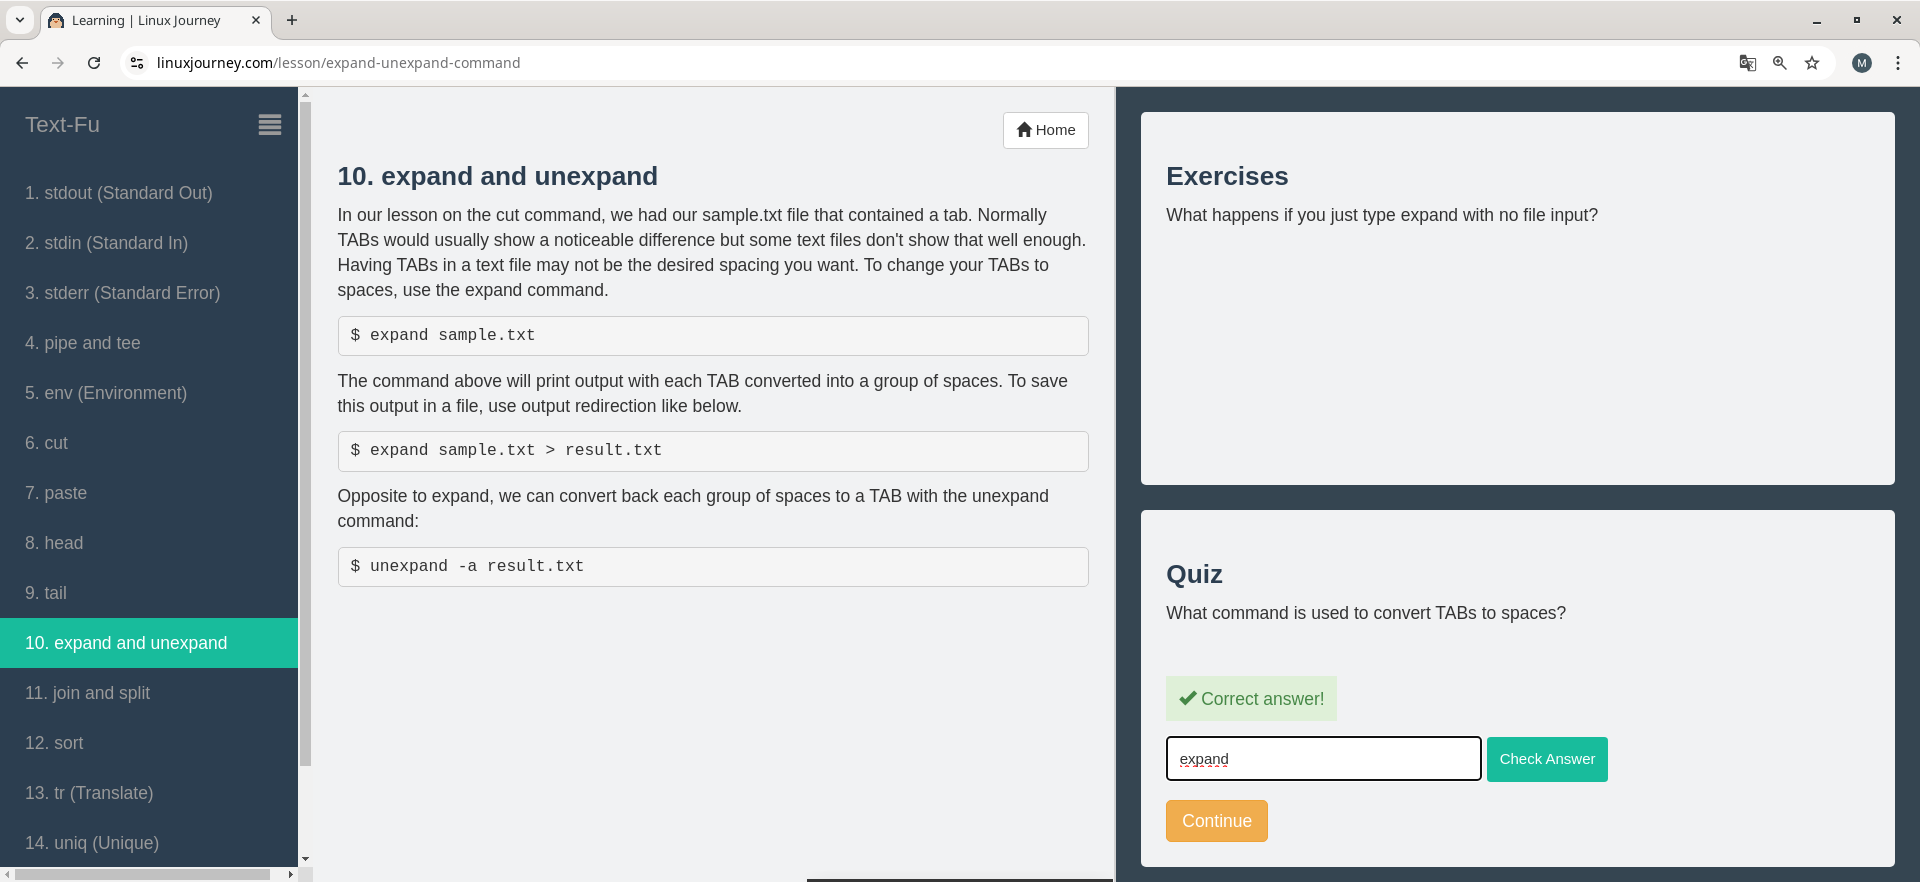 Learning | Linux Journey
linuxjourney.com/lesson/expand-unexpand-command
M
Text-Fu
1. stdout (Standard Out)
2. stdin (Standard In)
3. stderr (Standard Error)
4. pipe and tee
5. env (Environment)
6. cut
7. paste
8. head
9. tail
10. expand and unexpand
11. join and split
12. sort
13. tr (Translate)
14. uniq (Unique)
Home
10. expand and unexpand
In our lesson on the cut command, we had our sample.txt file that contained a tab. Normally
TABs would usually show a noticeable difference but some text files don't show that well enough.
Having TABs in a text file may not be the desired spacing you want. To change your TABs to
spaces, use the expand command.
$ expand sample.txt
The command above will print output with each TAB converted into a group of spaces. To save
this output in a file, use output redirection like below.
$ expand sample.txt > result.txt
Opposite to expand, we can convert back each group of spaces to a TAB with the unexpand
command:
$ unexpand -a result.txt
Exercises
What happens if you just type expand with no file input?
Quiz
What command is used to convert TABs to spaces?
Correct answer!
expand
Check Answer
Continue